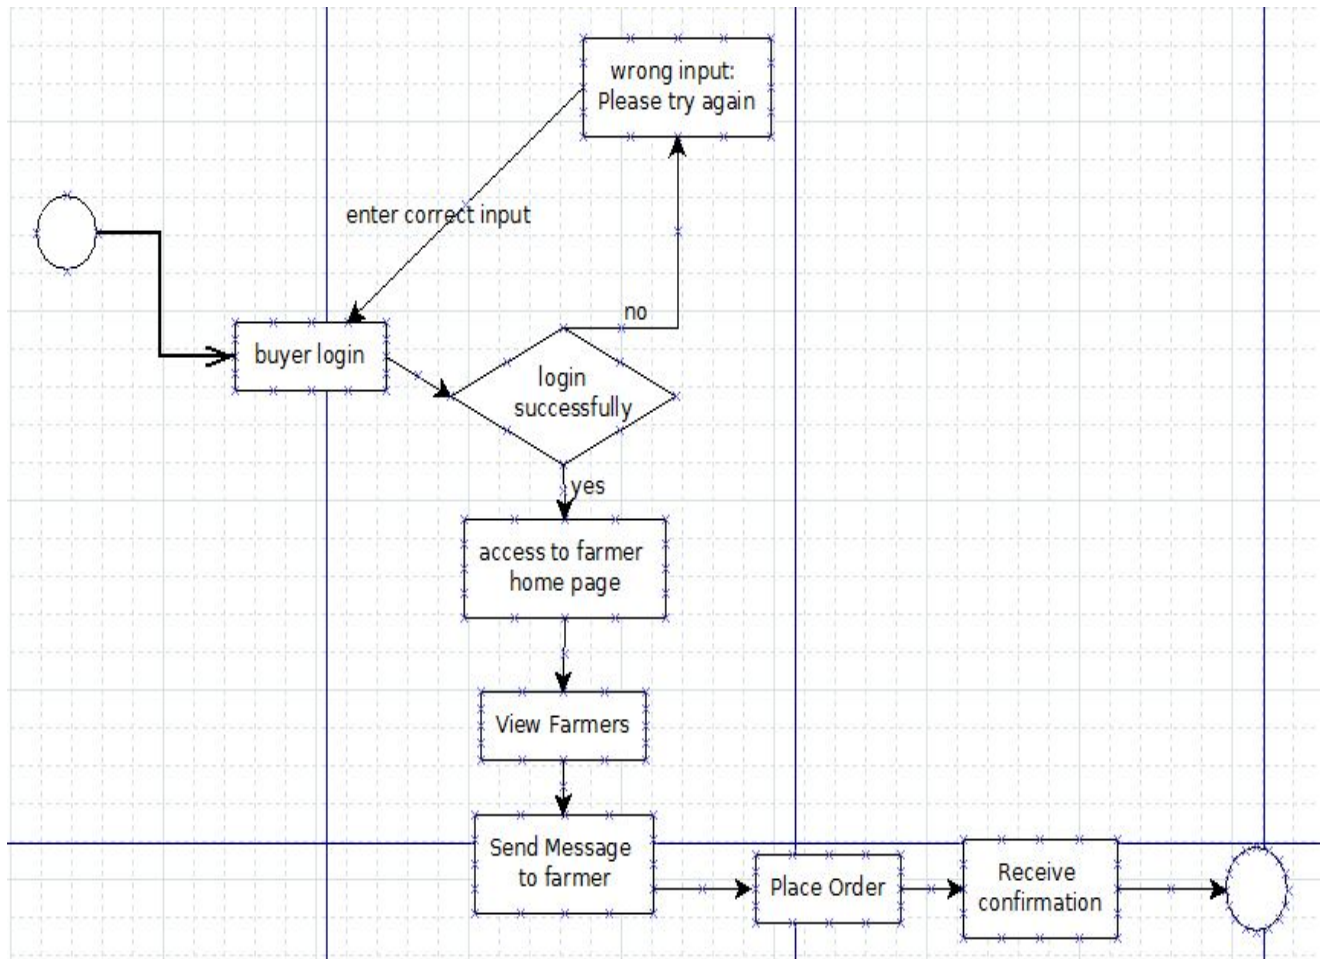 wrong input:
Please try again
enter correct input
no
buyer login
login
successfully
yes
access to farmer
home page
View Farmers
Send Message
to farmer
Place Order
Receive
confirmation